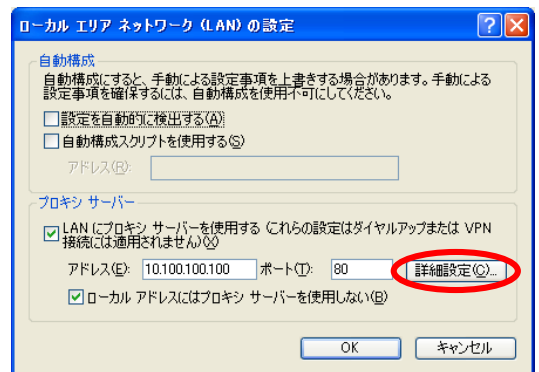 ローカル エリア ネットワーク (LAN) の設定
自動構成
自動構成にすると、手動による設定事項を上書きする場合があります。手動による
設定事項を確保するには、自動構成を使用不可にしてください。
設定を自動的に検出する(A)
自動構成スクリプトを使用する(S)
アドレス(R):
プロキシ サーバー
LAN にプロキシ サーバーを使用する (これらの設定はダイヤルアップまたは VPN
接続には適用されません)(X)
アドレス(E): 10.100.100.100 ポート(T): 80 詳細設定(C)...
ローカル アドレスにはプロキシ サーバーを使用しない(B)
OK キャンセル